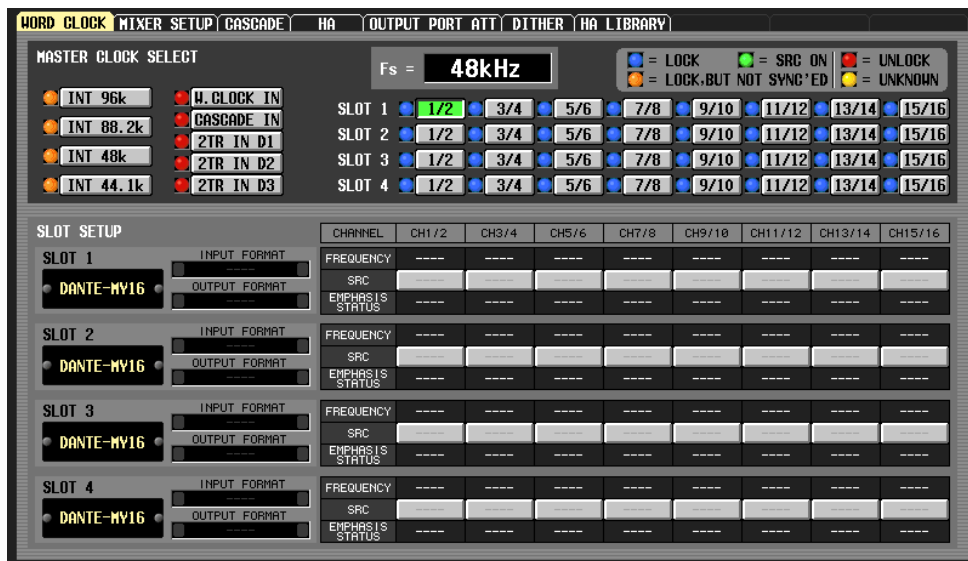 WORD CLOCK MIXER SETUP CASCADE HA OUTPUT PORT ATT DITHER HA LIBRARY
MASTER CLOCK SELECT
Fs = 48kHz
= LOCK = SRC ON = UNLOCK
= LOCK,BUT NOT SYNC'ED = UNKNOWN
INT 96k W.CLOCK IN
INT 88.2k CASCADE IN
INT 48k 2TR IN D1
2TR IN D2
INT 44.1k 2TR IN D3
SLOT 1 1/2 3/4 5/6 7/8 9/10 11/12 13/14 15/16
SLOT 2 1/2 3/4 5/6 7/8 9/10 11/12 13/14 15/16
SLOT 3 1/2 3/4 5/6 7/8 9/10 11/12 13/14 15/16
SLOT 4 1/2 3/4 5/6 7/8 9/10 11/12 13/14 15/16
SLOT SETUP
CHANNEL CH1/2 CH3/4 CH5/6 CH7/8 CH9/10 CH11/12 CH13/14 CH15/16
SLOT 1
DANTE-MY16
INPUT FORMAT
----
OUTPUT FORMAT
----
FREQUENCY ---- ---- ---- ---- ---- ---- ---- ----
SRC ---- ---- ---- ---- ---- ---- ---- ----
EMPHASIS STATUS ---- ---- ---- ---- ---- ---- ---- ----
SLOT 2
DANTE-MY16
INPUT FORMAT
----
OUTPUT FORMAT
----
FREQUENCY ---- ---- ---- ---- ---- ---- ---- ----
SRC ---- ---- ---- ---- ---- ---- ---- ----
EMPHASIS STATUS ---- ---- ---- ---- ---- ---- ---- ----
SLOT 3
DANTE-MY16
INPUT FORMAT
----
OUTPUT FORMAT
----
FREQUENCY ---- ---- ---- ---- ---- ---- ---- ----
SRC ---- ---- ---- ---- ---- ---- ---- ----
EMPHASIS STATUS ---- ---- ---- ---- ---- ---- ---- ----
SLOT 4
DANTE-MY16
INPUT FORMAT
----
OUTPUT FORMAT
----
FREQUENCY ---- ---- ---- ---- ---- ---- ---- ----
SRC ---- ---- ---- ---- ---- ---- ---- ----
EMPHASIS STATUS ---- ---- ---- ---- ---- ---- ---- ----